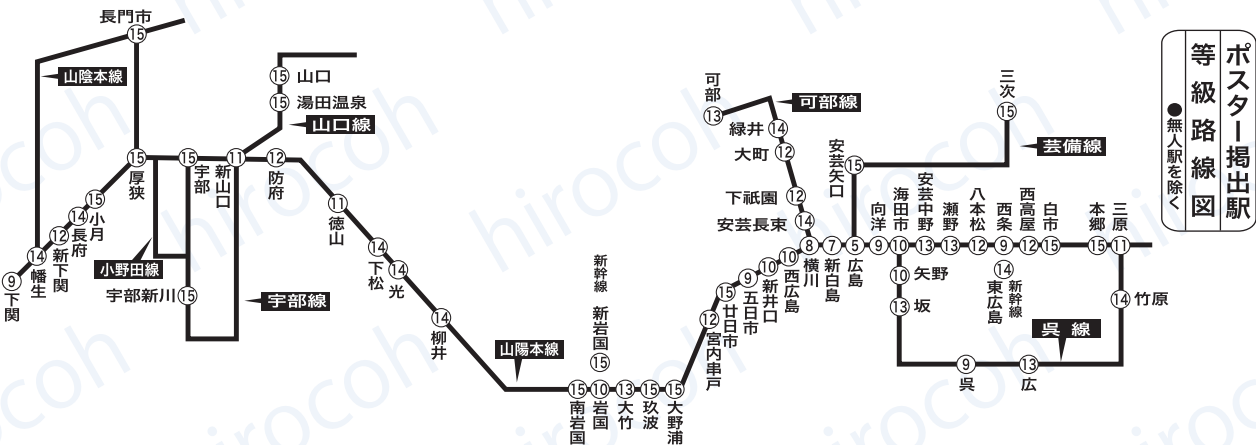 ポスター掲出駅
等級路線図
●無人駅を除く
長門市
15
山陰本線
15
山口
15
湯田温泉
山口線
15
厚狭
15
宇部
11
新山口
12
防府
15
小月
14
長府
12
新下関
14
幡生
9
下関
小野田線
宇部新川
15
宇部線
11
徳山
14
下松
14
光
14
柳井
山陽本線
15
南岩国
10
岩国
新幹線
新岩国
15
13
大竹
15
玖波
15
大野浦
12
宮内串戸
15
廿日市
9
五日市
10
新井口
10
西広島
8
横川
7
新白島
5
広島
可部
13
可部線
緑井
14
大町
12
下祇園
12
安芸長束
14
安芸矢口
15
三次
15
芸備線
向洋
9
海田市
10
安芸中野
13
瀬野
13
八本松
12
西条
9
新幹線
東広島
14
西高屋
12
白市
15
本郷
15
三原
11
10
矢野
13
坂
9
呉
13
広
呉線
14
竹原
hirocoh
hirocoh
hirocoh
hirocoh
hirocoh
hirocoh